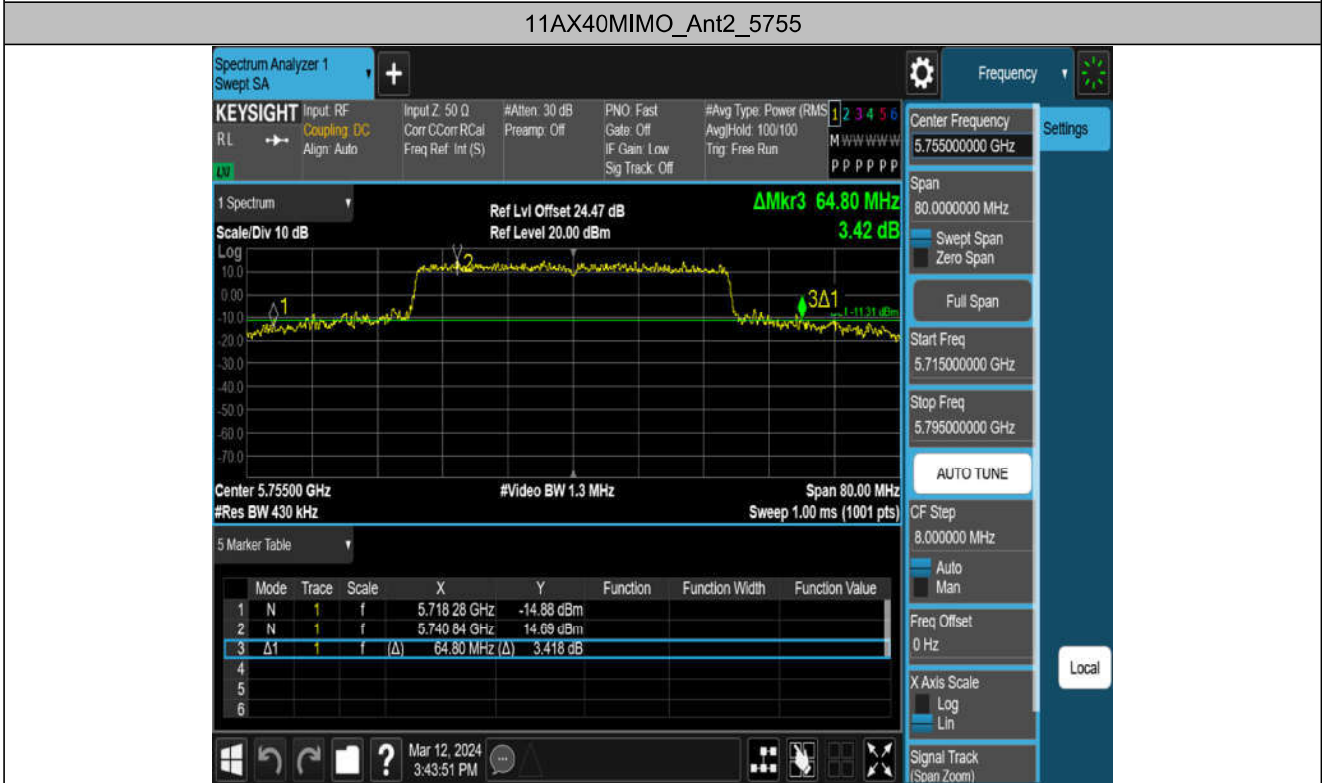 11AX40MIMO_Ant2_5755
Spectrum Analyzer 1
Swept SA
+
Frequency
KEYSIGHT
RL
LXI
Input: RF
Coupling: DC
Align: Auto
Input Z: 50 Ω
Corr CCorr RCal
Freq Ref: Int (S)
#Atten: 30 dB
Preamp: Off
PNO: Fast
Gate: Off
IF Gain: Low
Sig Track: Off
#Avg Type: Power (RMS
Avg|Hold: 100/100
Trig: Free Run
1 2 3 4 5 6
M W W W W W
P P P P P P
1 Spectrum
Scale/Div 10 dB
Ref Lvl Offset 24.47 dB
Ref Level 20.00 dBm
ΔMkr3 64.80 MHz
3.42 dB
Log
10.0
0.00
-10.0
-20.0
-30.0
-40.0
-50.0
-60.0
-70.0
1
2
3Δ1
DL1 -11.31 dBm
Center 5.75500 GHz
#Video BW 1.3 MHz
Span 80.00 MHz
#Res BW 430 kHz
Sweep 1.00 ms (1001 pts)
5 Marker Table
Mode Trace Scale X Y Function Function Width Function Value
1 N 1 f 5.718 28 GHz -14.88 dBm
2 N 1 f 5.740 84 GHz 14.69 dBm
3 Δ1 1 f (Δ) 64.80 MHz (Δ) 3.418 dB
4
5
6
?
Mar 12, 2024
3:43:51 PM
Center Frequency
5.755000000 GHz
Settings
Span
80.0000000 MHz
Swept Span
Zero Span
Full Span
Start Freq
5.715000000 GHz
Stop Freq
5.795000000 GHz
AUTO TUNE
CF Step
8.000000 MHz
Auto
Man
Freq Offset
0 Hz
X Axis Scale
Log
Lin
Local
Signal Track
(Span Zoom)